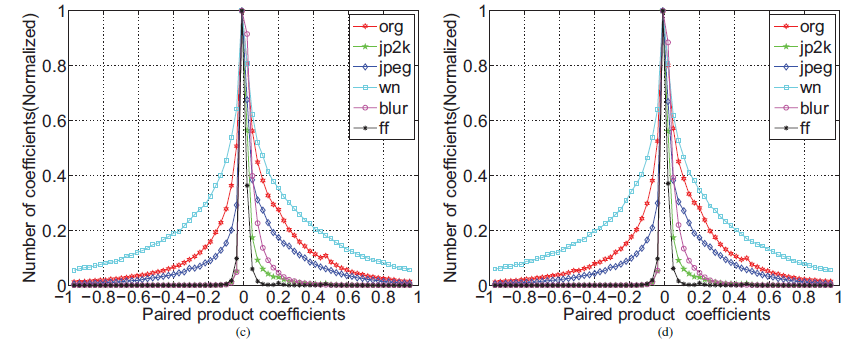 Number of coefficients(Normalized)
1
0.8
0.6
0.4
0.2
0
−1 −0.8 −0.6 −0.4 −0.2 0 0.2 0.4 0.6 0.8 1
Paired product coefficients
org
jp2k
jpeg
wn
blur
ff
(c)
Number of coefficients(Normalized)
1
0.8
0.6
0.4
0.2
0
−1 −0.8 −0.6 −0.4 −0.2 0 0.2 0.4 0.6 0.8 1
Paired product coefficients
org
jp2k
jpeg
wn
blur
ff
(d)